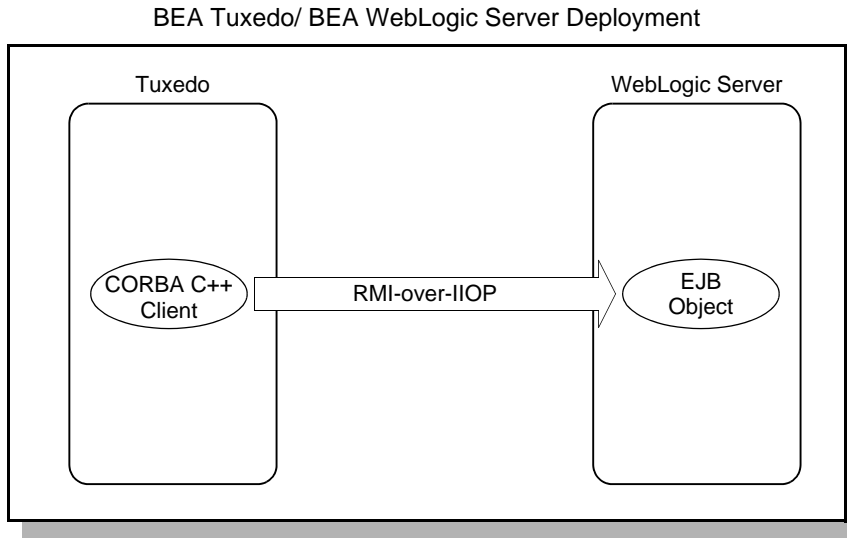 BEA Tuxedo/ BEA WebLogic Server Deployment
Tuxedo
WebLogic Server
CORBA C++
Client
RMI-over-IIOP
EJB
Object